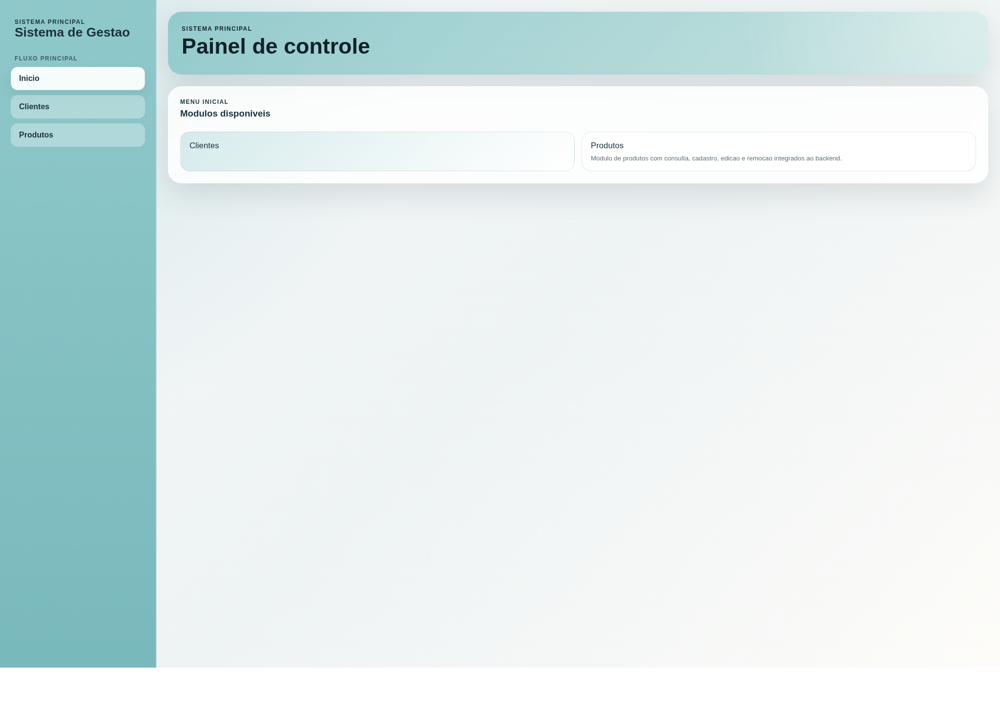 SISTEMA PRINCIPAL
Sistema de Gestao
FLUXO PRINCIPAL
Inicio
Clientes
Produtos
SISTEMA PRINCIPAL
Painel de controle
MENU INICIAL
Modulos disponiveis
Clientes
Produtos
Modulo de produtos com consulta, cadastro, edicao e remocao integrados ao backend.